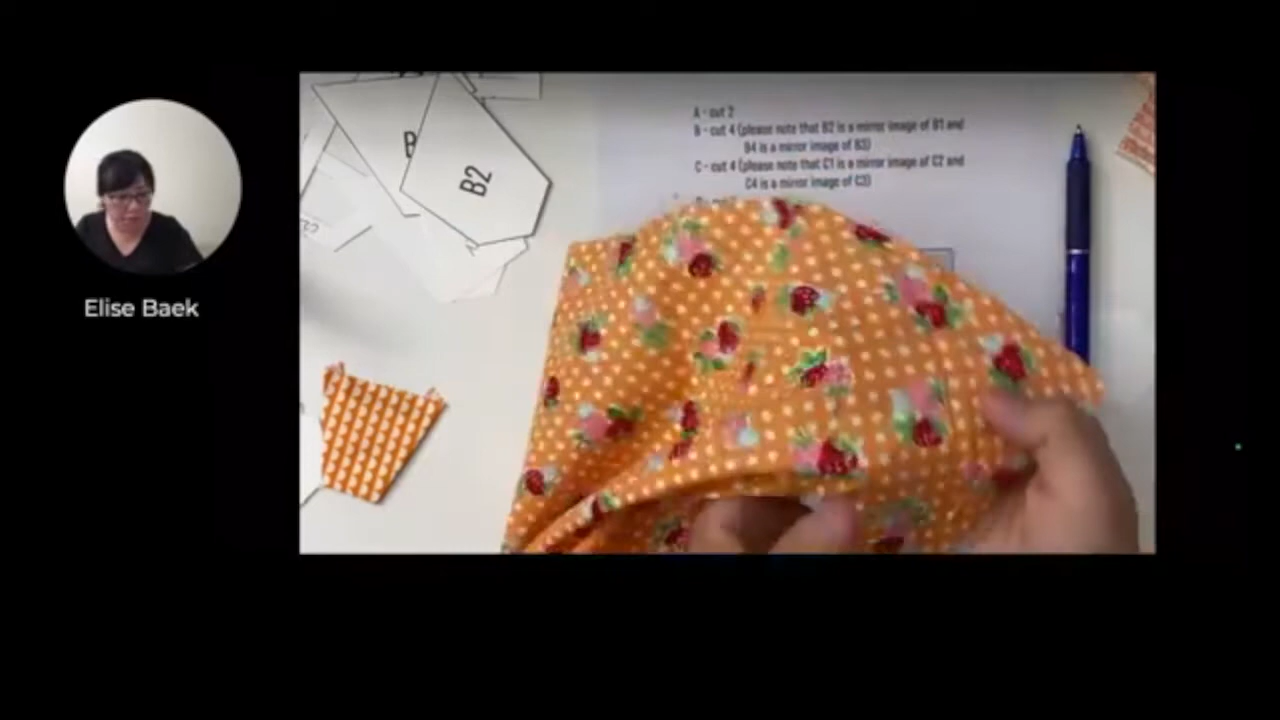 Elise Baek
B
B2
C2
A - cut 2
B - cut 4 (please note that B2 is a mirror image of B1 and
B4 is a mirror image of B3)
C - cut 4 (please note that C1 is a mirror image of C2 and
C4 is a mirror image of C3)